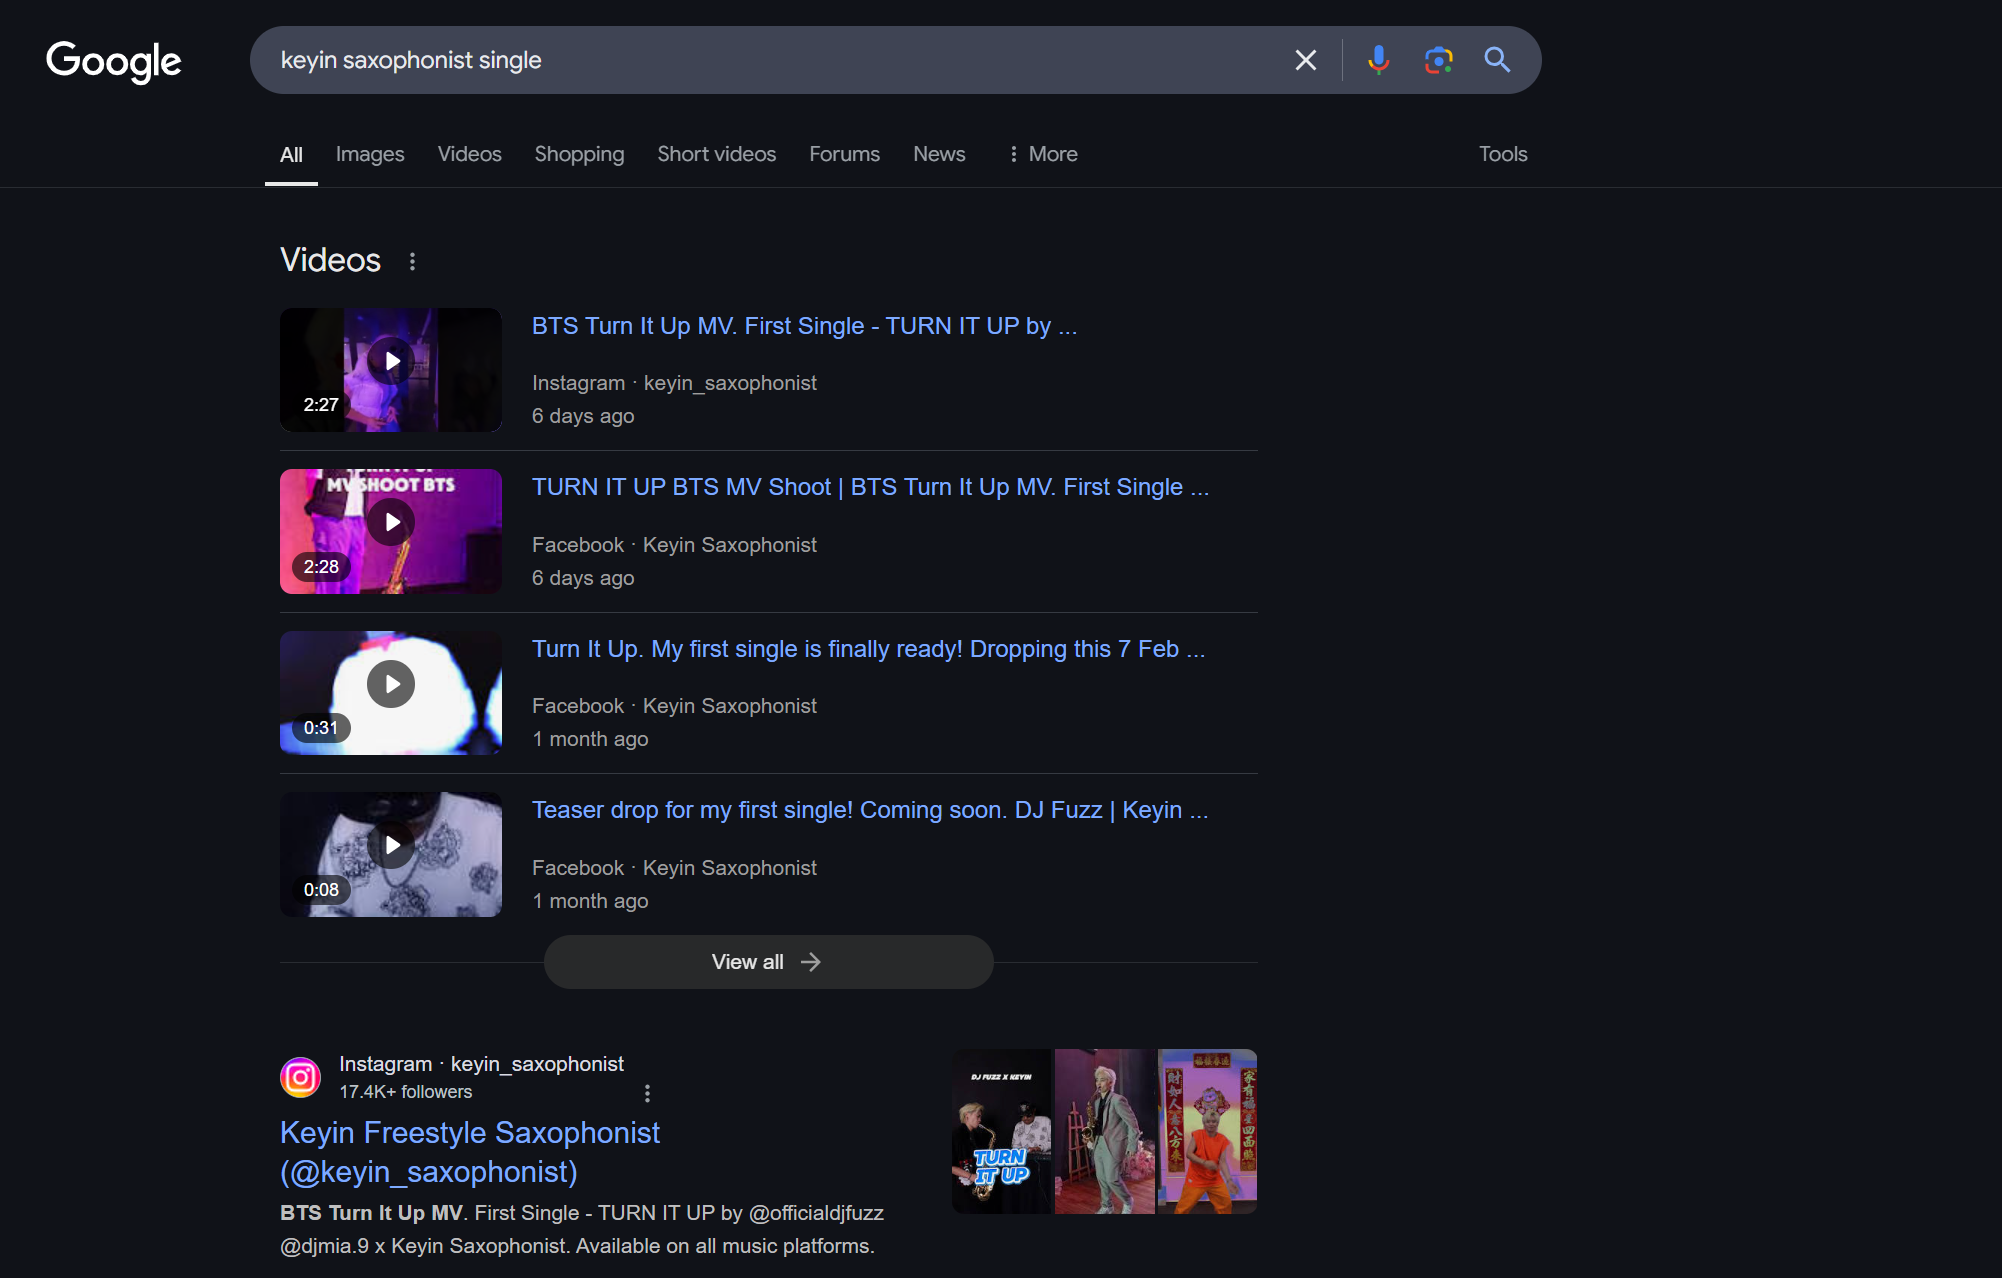 Google
keyin saxophonist single
All
Images
Videos
Shopping
Short videos
Forums
News
More
Tools
Videos
2:27
BTS Turn It Up MV. First Single - TURN IT UP by ...
Instagram · keyin_saxophonist
6 days ago
MV SHOOT BTS
2:28
TURN IT UP BTS MV Shoot | BTS Turn It Up MV. First Single ...
Facebook · Keyin Saxophonist
6 days ago
0:31
Turn It Up. My first single is finally ready! Dropping this 7 Feb ...
Facebook · Keyin Saxophonist
1 month ago
0:08
Teaser drop for my first single! Coming soon. DJ Fuzz | Keyin ...
Facebook · Keyin Saxophonist
1 month ago
View all
Instagram · keyin_saxophonist
17.4K+ followers
Keyin Freestyle Saxophonist
(@keyin_saxophonist)
BTS Turn It Up MV. First Single - TURN IT UP by @officialdjfuzz
@djmia.9 x Keyin Saxophonist. Available on all music platforms.
DJ FUZZ X KEYIN
TURN
IT UP